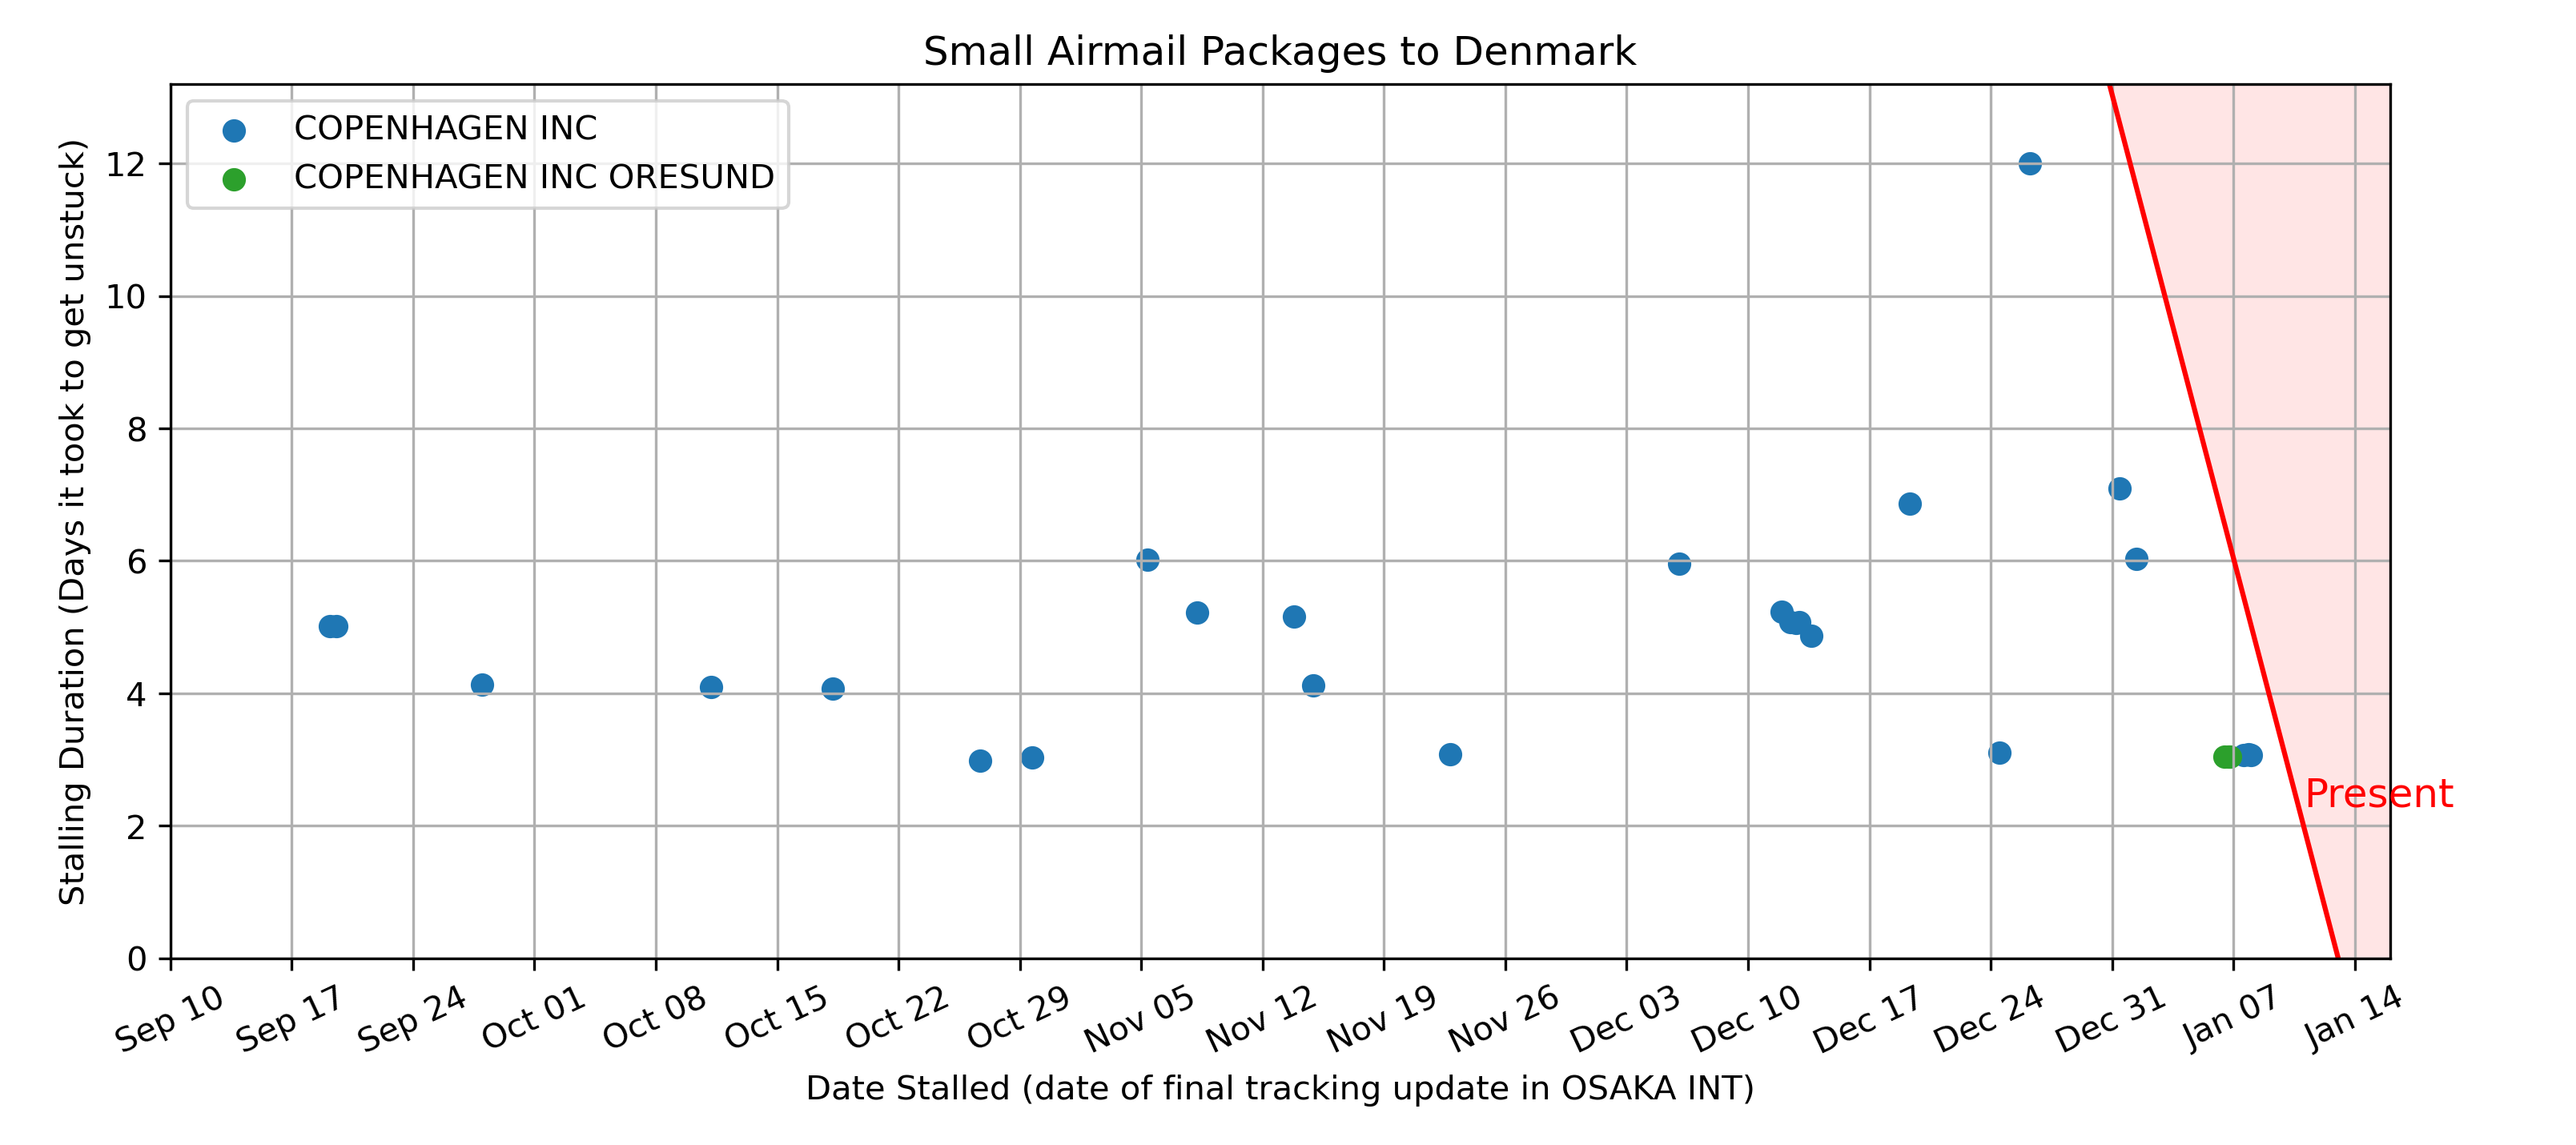 Small Airmail Packages to Denmark
COPENHAGEN INC
COPENHAGEN INC ORESUND
Stalling Duration (Days it took to get unstuck)
12
10
8
6
4
2
0
Present
Sep 10
Sep 17
Sep 24
Oct 01
Oct 08
Oct 15
Oct 22
Oct 29
Nov 05
Nov 12
Nov 19
Nov 26
Dec 03
Dec 10
Dec 17
Dec 24
Dec 31
Jan 07
Jan 14
Date Stalled (date of final tracking update in OSAKA INT)